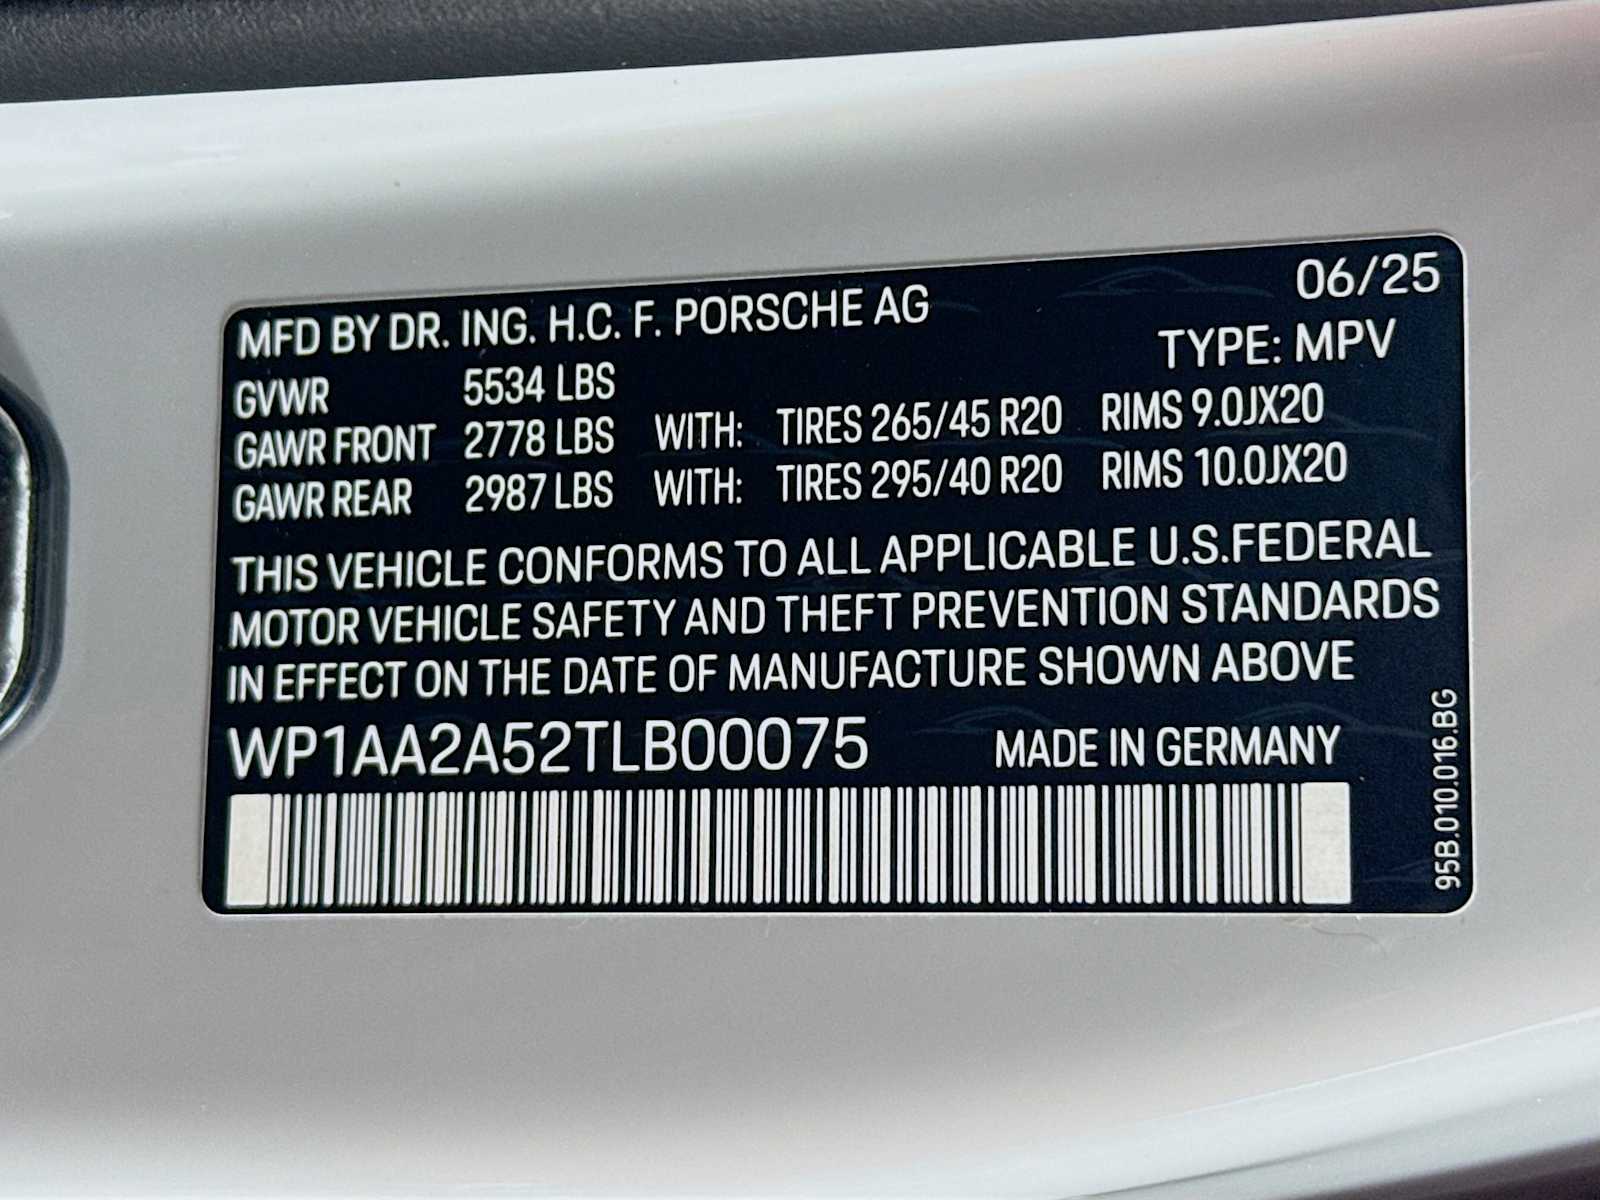 MFD BY DR. ING. H.C. F. PORSCHE AG 06/25
TYPE: MPV
GVWR 5534 LBS
GAWR FRONT 2778 LBS WITH: TIRES 265/45 R20 RIMS 9.0JX20
GAWR REAR 2987 LBS WITH: TIRES 295/40 R20 RIMS 10.0JX20
THIS VEHICLE CONFORMS TO ALL APPLICABLE U.S.FEDERAL
MOTOR VEHICLE SAFETY AND THEFT PREVENTION STANDARDS
IN EFFECT ON THE DATE OF MANUFACTURE SHOWN ABOVE
WP1AA2A52TLB00075 MADE IN GERMANY
95B.010.016.BG